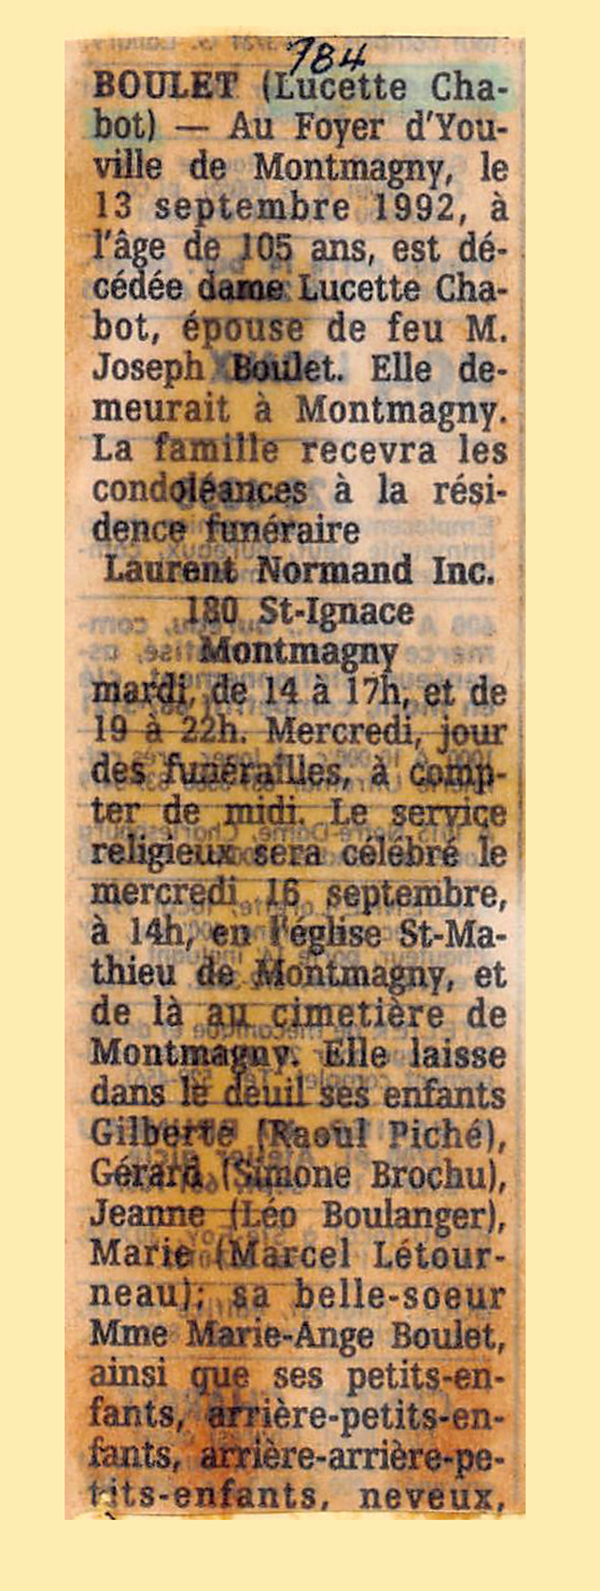 784
BOULET (Lucette Cha-
bot) — Au Foyer d'You-
ville de Montmagny, le
13 septembre 1992, à
l'âge de 105 ans, est dé-
cédée dame Lucette Cha-
bot, épouse de feu M.
Joseph Boulet. Elle de-
meurait à Montmagny.
La famille recevra les
condoléances à la rési-
dence funéraire
Laurent Normand Inc.
180 St-Ignace
Montmagny
mardi, de 14 à 17h, et de
19 à 22h. Mercredi, jour
des funérailles, à comp-
ter de midi. Le service
religieux sera célébré le
mercredi 16 septembre,
à 14h, en l'église St-Ma-
thieu de Montmagny, et
de là au cimetière de
Montmagny. Elle laisse
dans le deuil ses enfants
Gilberte (Raoul Piché),
Gérard (Simone Brochu),
Jeanne (Léo Boulanger),
Marie (Marcel Létour-
neau); sa belle-soeur
Mme Marie-Ange Boulet,
ainsi que ses petits-en-
fants, arrière-petits-en-
fants, arrière-arrière-pe-
tits-enfants, neveux,